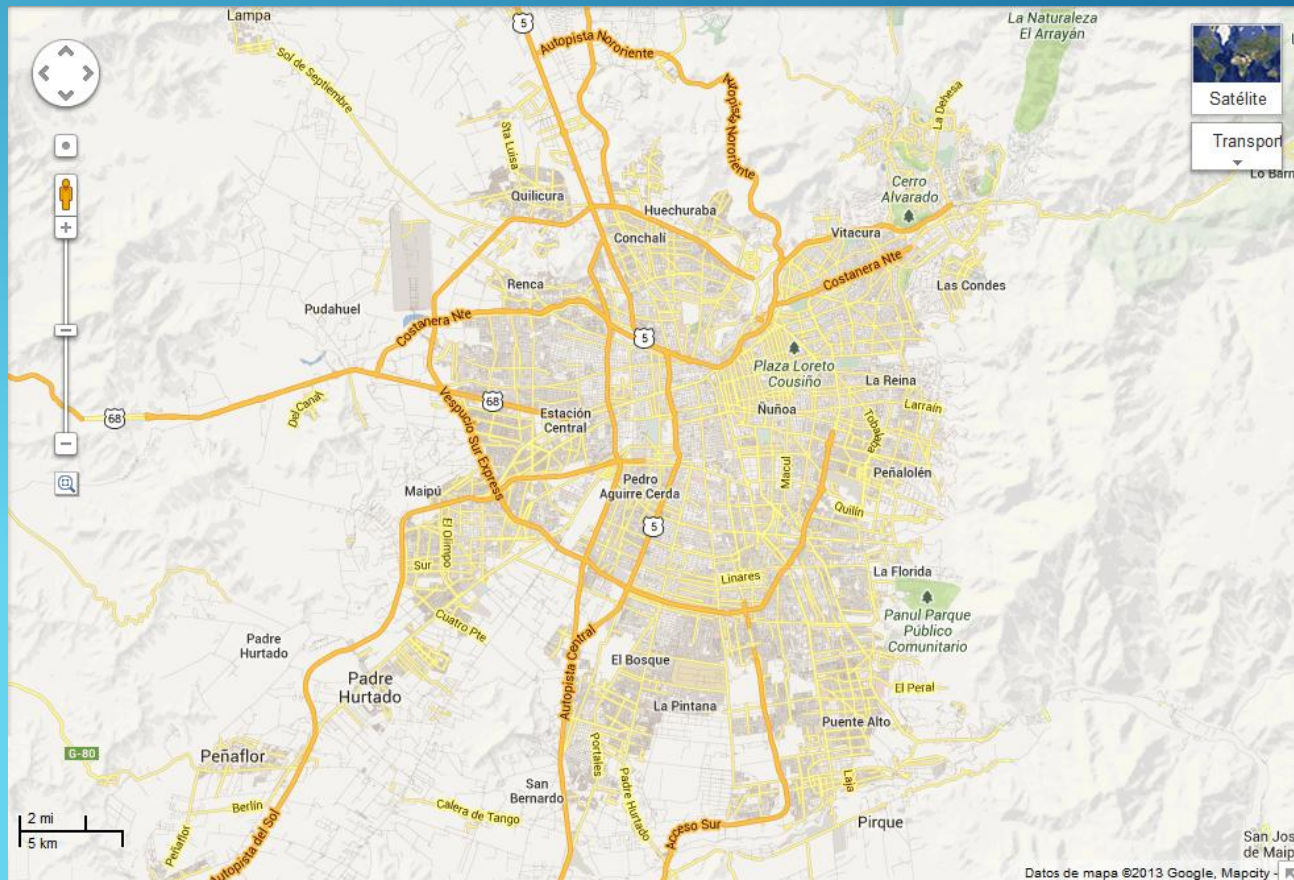 Lampa
5
La Naturaleza
El Arrayán
Autopista Nororiente
Sol de Septiembre
Autopista Nororiente
La Dehesa
Satélite
Sta Luisa
Transport
Quilicura
Huechuraba
Cerro
Alvarado
Conchalí
Vitacura
Costanera Nte
Renca
Las Condes
Pudahuel
Costanera Nte
5
Plaza Loreto
Cousiño
La Reina
68
Vespucio Sur Express
68
Del Canal
Estación
Central
Ñuñoa
Larraín
Tobalaba
Macul
Peñalolén
Pedro
Aguirre Cerda
Maipú
Quilín
5
El Olimpo
Sur
La Florida
Linares
Panul Parque
Público
Comunitario
Cuatro Pte.
Padre
Hurtado
Autopista Central
El Bosque
Padre
Hurtado
El Peral
La Pintana
Puente Alto
G-80
Peñaflor
Portales
Padre Hurtado
Laja
San
Bernardo
Berlín
Calera de Tango
Peñaflor
Autopista del Sol
Acceso Sur
Pirque
2 mi
5 km
San Jos
de Maip
Datos de mapa ©2013 Google, Mapcity -